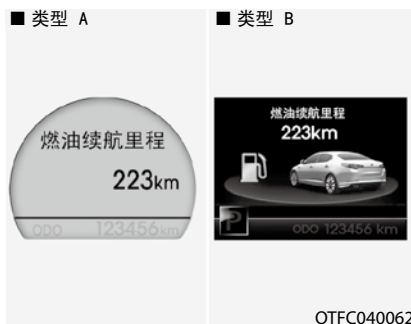 ■ 类型 A
燃油续航里程
223km
ODO 123456km
■ 类型 B
燃油续航里程
223km
P
ODO 123456 km
OTFC040062